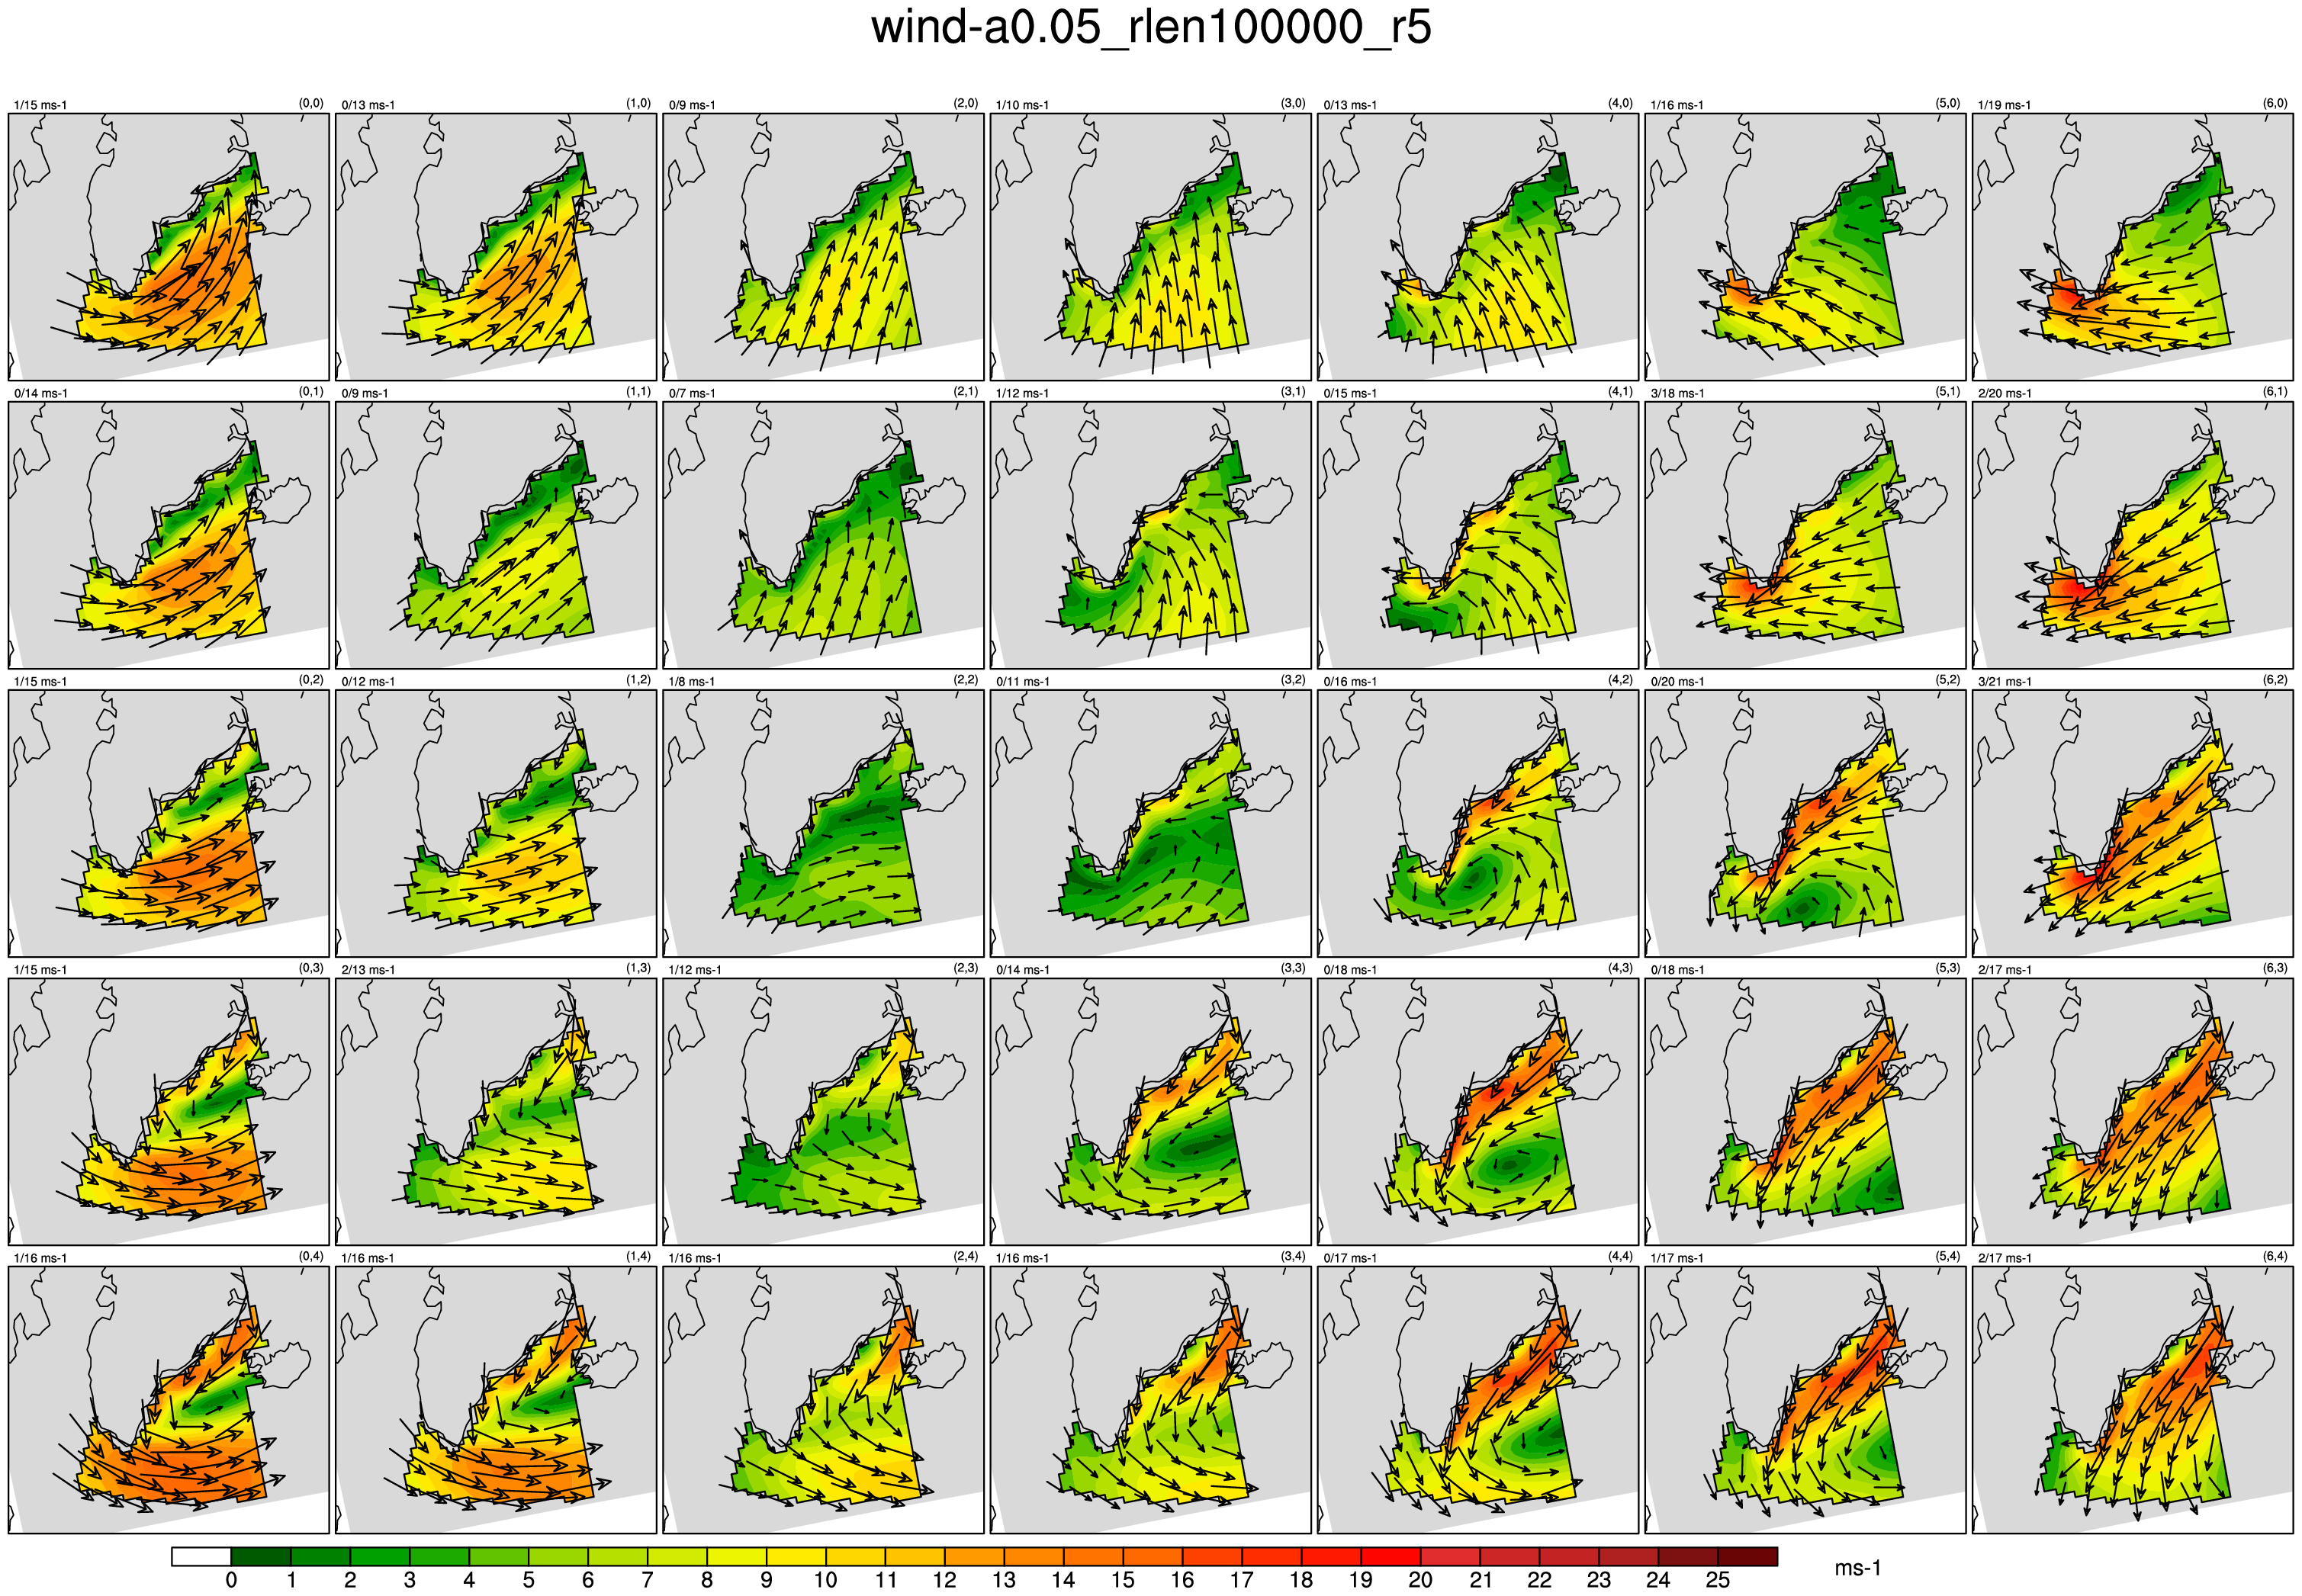 wind-a0.05_rlen100000_r5
1/15 ms-1 (0,0) 0/13 ms-1 (1,0) 0/9 ms-1 (2,0) 1/10 ms-1 (3,0) 0/13 ms-1 (4,0) 1/16 ms-1 (5,0) 1/19 ms-1 (6,0)
0/14 ms-1 (0,1) 0/9 ms-1 (1,1) 0/7 ms-1 (2,1) 1/12 ms-1 (3,1) 0/15 ms-1 (4,1) 3/18 ms-1 (5,1) 2/20 ms-1 (6,1)
1/15 ms-1 (0,2) 0/12 ms-1 (1,2) 1/8 ms-1 (2,2) 0/11 ms-1 (3,2) 0/16 ms-1 (4,2) 0/20 ms-1 (5,2) 3/21 ms-1 (6,2)
1/15 ms-1 (0,3) 2/13 ms-1 (1,3) 1/12 ms-1 (2,3) 0/14 ms-1 (3,3) 0/18 ms-1 (4,3) 0/18 ms-1 (5,3) 2/17 ms-1 (6,3)
1/16 ms-1 (0,4) 1/16 ms-1 (1,4) 1/16 ms-1 (2,4) 1/16 ms-1 (3,4) 0/17 ms-1 (4,4) 1/17 ms-1 (5,4) 2/17 ms-1 (6,4)
0 1 2 3 4 5 6 7 8 9 10 11 12 13 14 15 16 17 18 19 20 21 22 23 24 25 ms-1